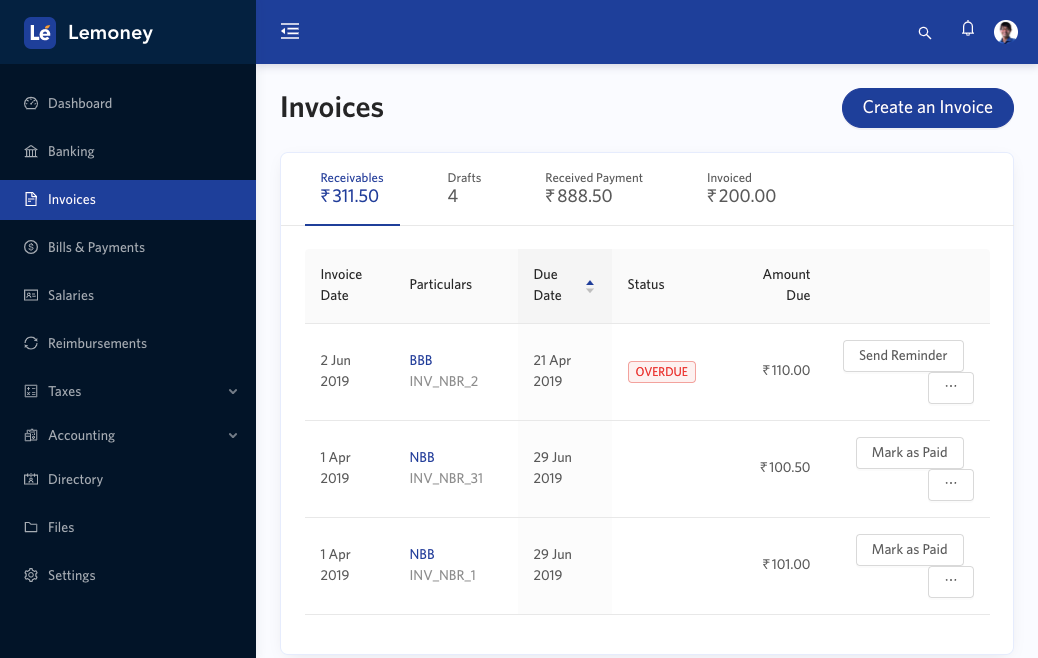 Lé Lemoney
Dashboard
Banking
Invoices
Bills & Payments
Salaries
Reimbursements
Taxes
Accounting
Directory
Files
Settings
Invoices
Create an Invoice
Receivables
₹311.50
Drafts
4
Received Payment
₹888.50
Invoiced
₹200.00
Invoice
Date
Particulars
Due
Date
Status
Amount
Due
2 Jun
2019
BBB
INV_NBR_2
21 Apr
2019
OVERDUE
₹110.00
Send Reminder
...
1 Apr
2019
NBB
INV_NBR_31
29 Jun
2019
₹100.50
Mark as Paid
...
1 Apr
2019
NBB
INV_NBR_1
29 Jun
2019
₹101.00
Mark as Paid
...